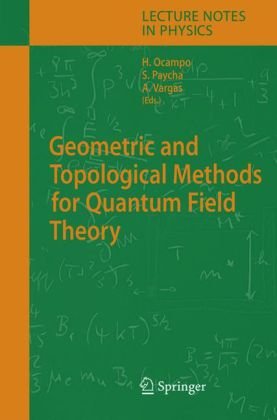 LECTURE NOTES
IN PHYSICS
H. Ocampo
S. Paycha
A. Vargas
(Eds.)
Geometric and
Topological Methods
for Quantum Field
Theory
Springer